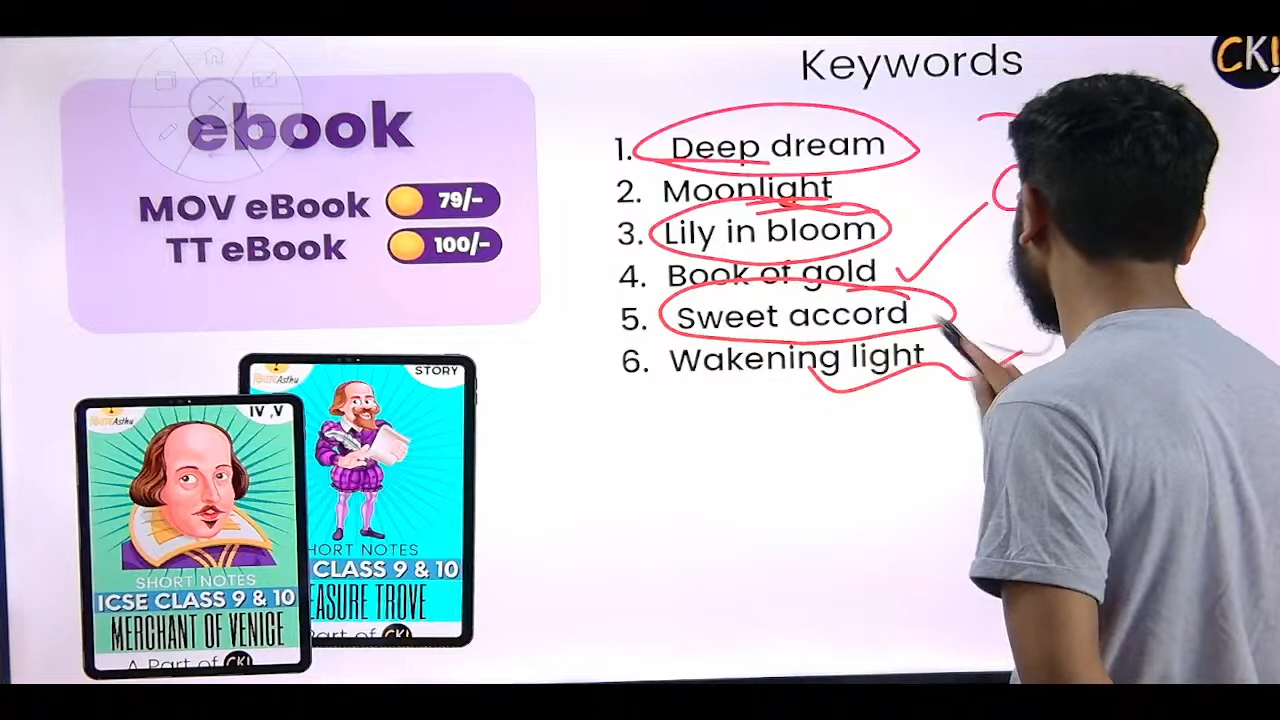 Keywords
CK!
ebook
MOV eBook 79/-
TT eBook 100/-
1. Deep dream
2. Moonlight
3. Lily in bloom
4. Book of gold
5. Sweet accord
6. Wakening light
STORY
HORT NOTES
CLASS 9 & 10
EASURE TROVE
Part of CK!
IV ,V
SHORT NOTES
ICSE CLASS 9 & 10
MERCHANT OF VENICE
A Part of CK!